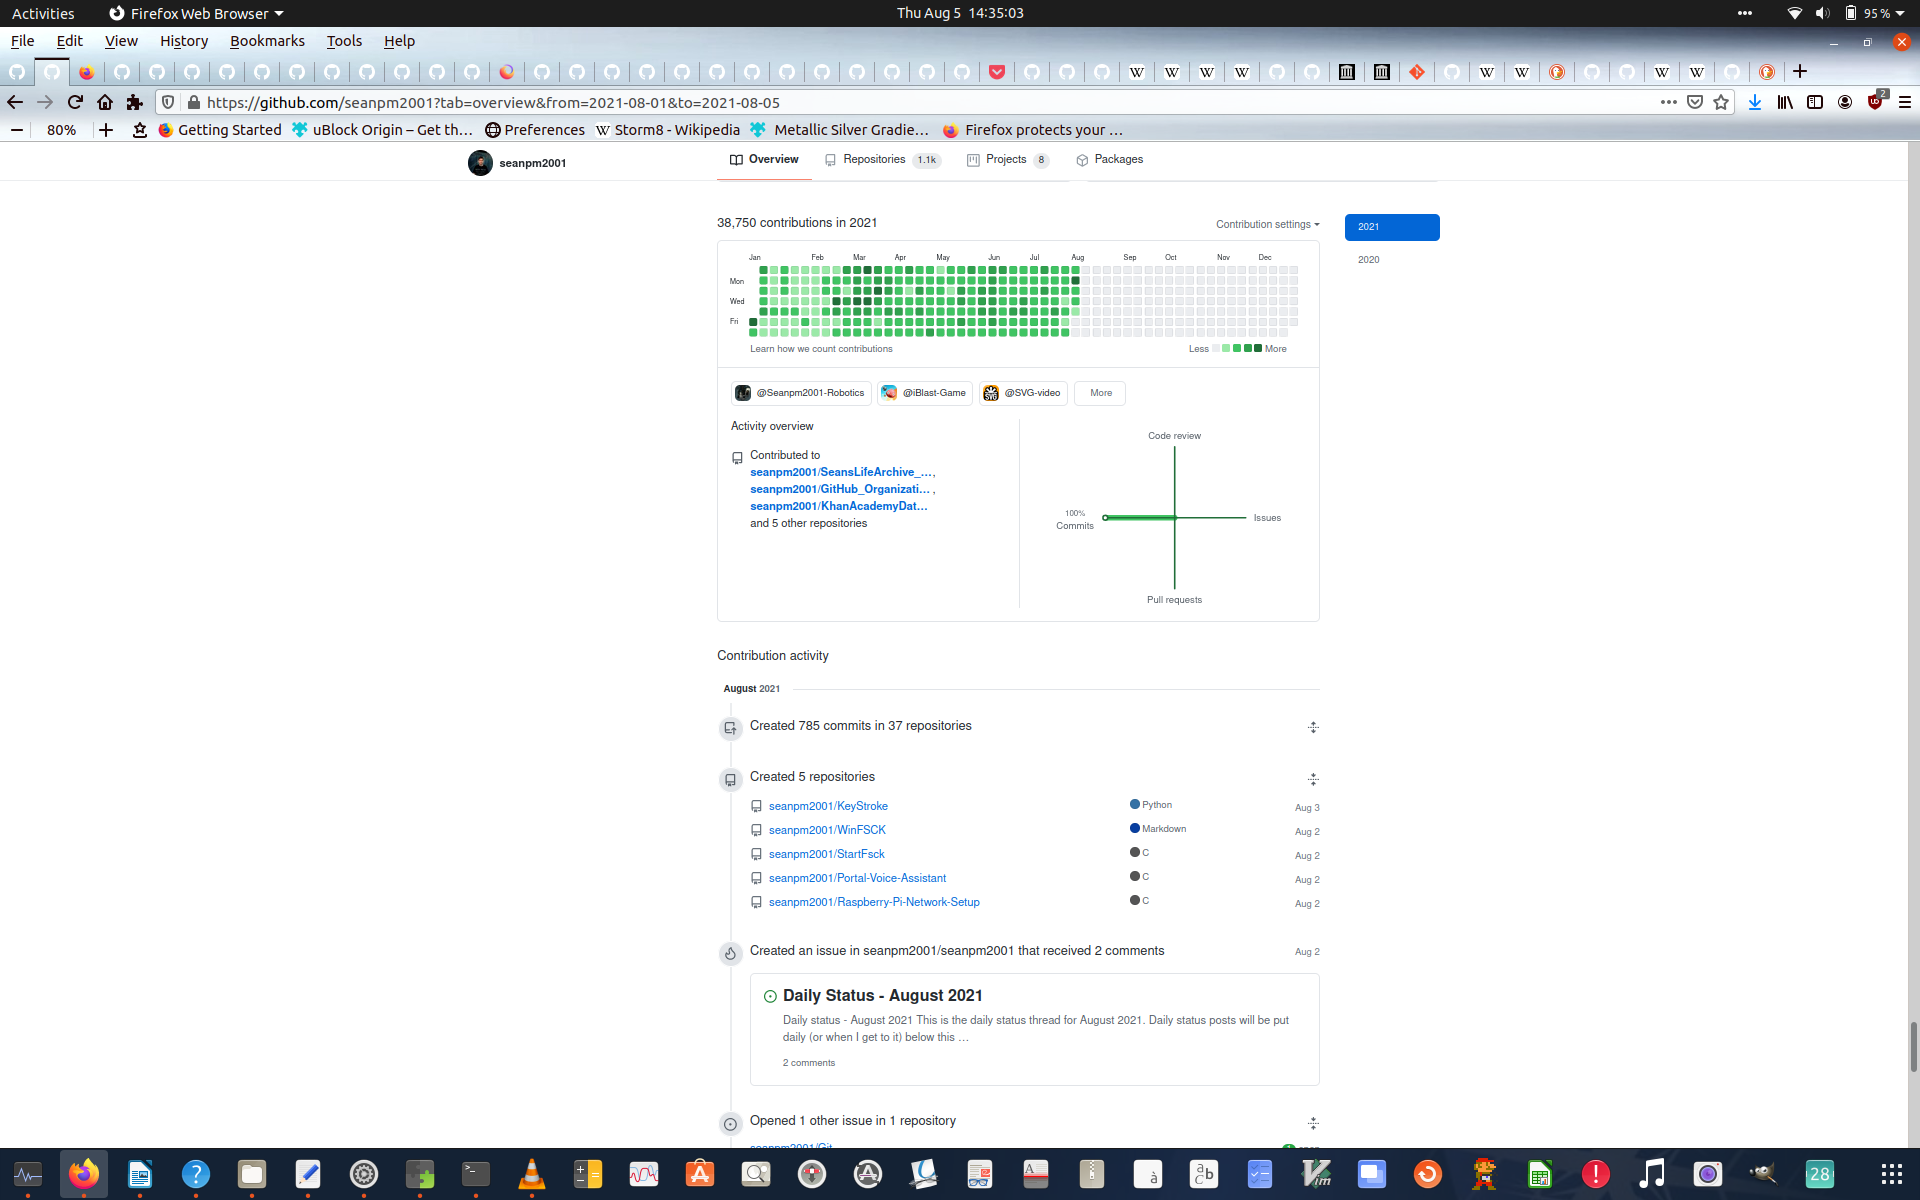 Activities
Firefox Web Browser
Thu Aug 5 14:35:03
95 %
File Edit View History Bookmarks Tools Help
https://github.com/seanpm2001?tab=overview&from=2021-08-01&to=2021-08-05
2
80%
Getting Started
uBlock Origin – Get th…
Preferences
Storm8 - Wikipedia
Metallic Silver Gradie…
Firefox protects your …
seanpm2001
Overview
Repositories 1.1k
Projects 8
Packages
38,750 contributions in 2021
Contribution settings
2021
2020
Jan Feb Mar Apr May Jun Jul Aug Sep Oct Nov Dec
Mon
Wed
Fri
Learn how we count contributions
Less More
@Seanpm2001-Robotics
@iBlast-Game
@SVG-video
More
Activity overview
Contributed to
seanpm2001/SeansLifeArchive_…,
seanpm2001/GitHub_Organizati… ,
seanpm2001/KhanAcademyDat…
and 5 other repositories
Code review
100%
Commits
Issues
Pull requests
Contribution activity
August 2021
Created 785 commits in 37 repositories
Created 5 repositories
seanpm2001/KeyStroke Python Aug 3
seanpm2001/WinFSCK Markdown Aug 2
seanpm2001/StartFsck C Aug 2
seanpm2001/Portal-Voice-Assistant C Aug 2
seanpm2001/Raspberry-Pi-Network-Setup C Aug 2
Created an issue in seanpm2001/seanpm2001 that received 2 comments Aug 2
Daily Status - August 2021
Daily status - August 2021 This is the daily status thread for August 2021. Daily status posts will be put
daily (or when I get to it) below this …
2 comments
Opened 1 other issue in 1 repository
seanpm2001/Git
28